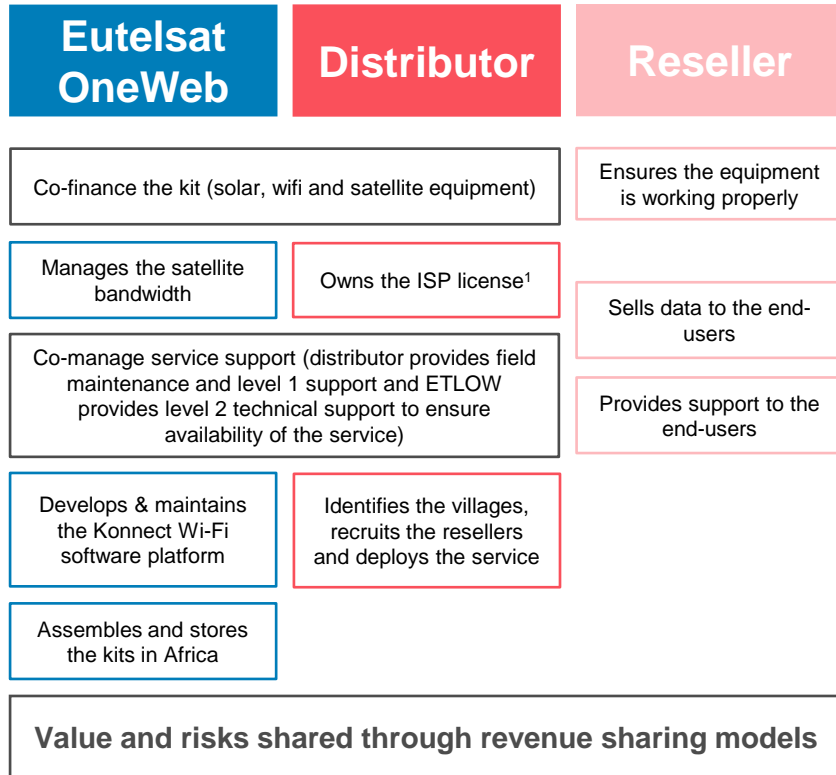 Eutelsat
OneWeb
Distributor
Reseller
Co-finance the kit (solar, wifi and satellite equipment)
Ensures the equipment
is working properly
Manages the satellite
bandwidth
Owns the ISP license¹
Sells data to the end-
users
Co-manage service support (distributor provides field
maintenance and level 1 support and ETLOW
provides level 2 technical support to ensure
availability of the service)
Provides support to the
end-users
Develops & maintains
the Konnect Wi-Fi
software platform
Identifies the villages,
recruits the resellers
and deploys the service
Assembles and stores
the kits in Africa
Value and risks shared through revenue sharing models